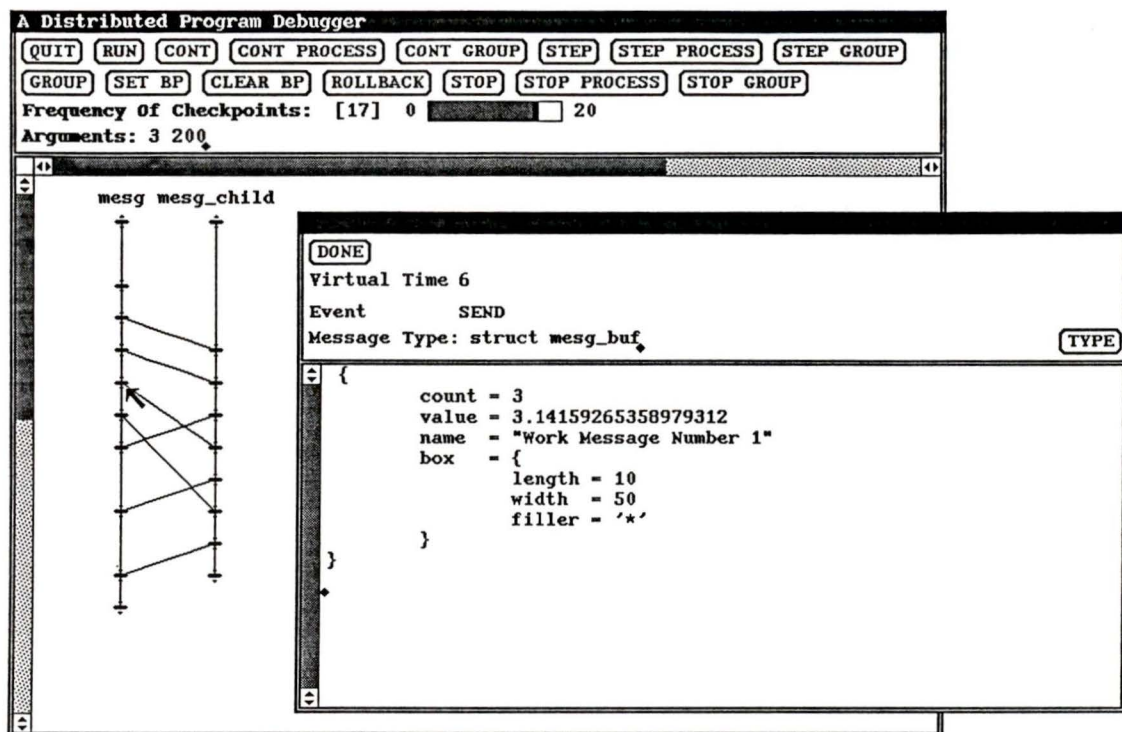 A Distributed Program Debugger
QUIT RUN CONT CONT PROCESS CONT GROUP STEP STEP PROCESS STEP GROUP
GROUP SET BP CLEAR BP ROLLBACK STOP STOP PROCESS STOP GROUP
Frequency Of Checkpoints: [17] 0 20
Arguments: 3 200
mesg mesg_child
DONE
Virtual Time 6
Event SEND
Message Type: struct mesg_buf
TYPE
{
count = 3
value = 3.14159265358979312
name = "Work Message Number 1"
box = {
length = 10
width = 50
filler = '*'
}
}